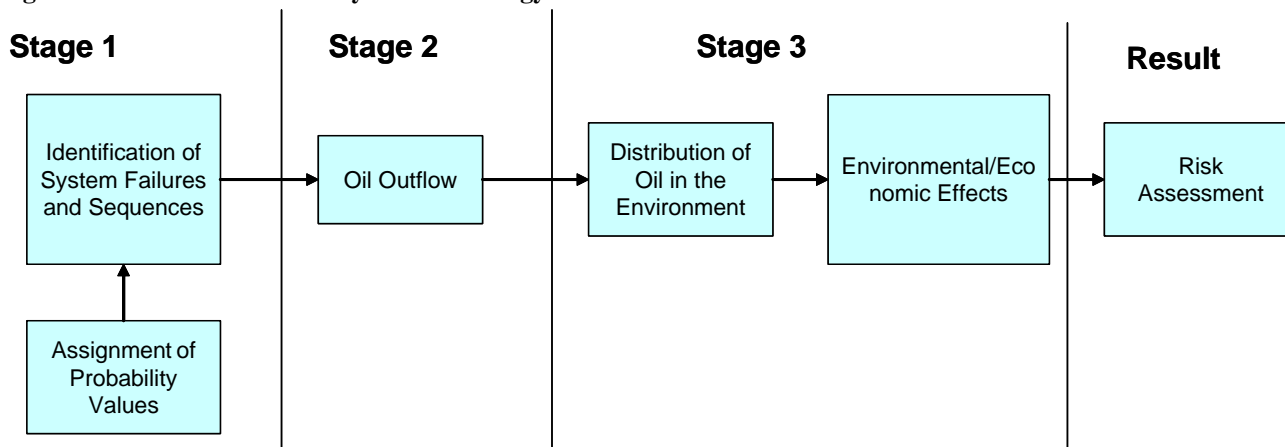 Stage 1
Stage 2
Stage 3
Result
Identification of
System Failures
and Sequences
Oil Outflow
Distribution of
Oil in the
Environment
Environmental/Eco
nomic Effects
Risk
Assessment
Assignment of
Probability
Values